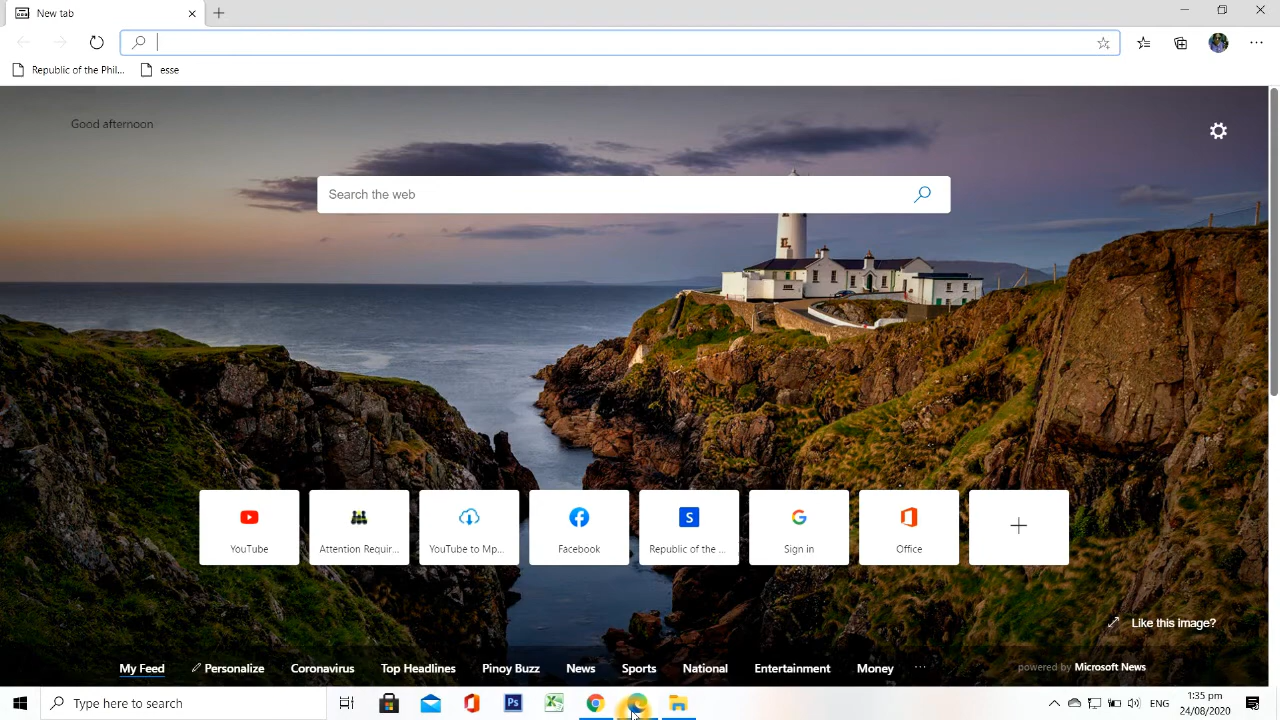 New tab
Republic of the Phil...
esse
Good afternoon
Search the web
YouTube
Attention Requir...
YouTube to Mp...
Facebook
S
Republic of the ...
Sign in
Office
Like this image?
My Feed
Personalize
Coronavirus
Top Headlines
Pinoy Buzz
News
Sports
National
Entertainment
Money
...
powered by Microsoft News
Type here to search
Ps
ENG
1:35 pm
24/08/2020